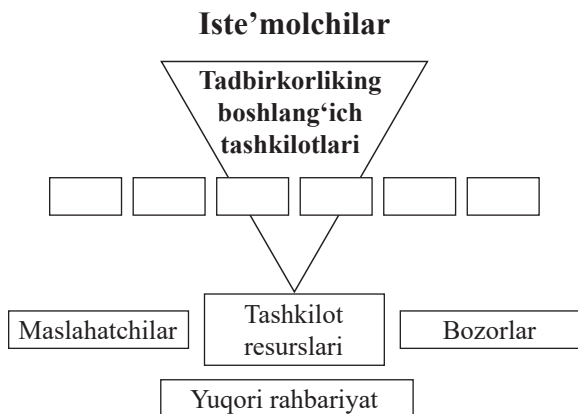 Iste’molchilar
Tadbirkorliking
boshlang‘ich
tashkilotlari
Maslahatchilar
Tashkilot
resurslari
Bozorlar
Yuqori rahbariyat